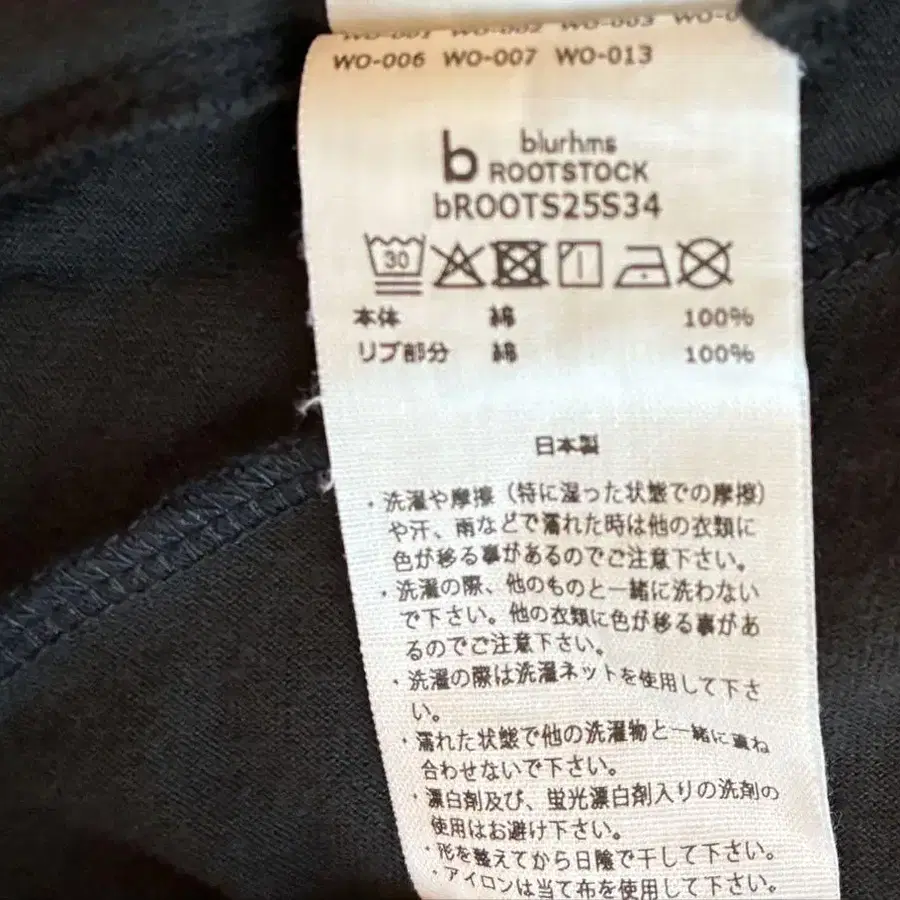 WO-001 WO-002 WO-003
WO-006 WO-007 WO-013
b blurhms
ROOTSTOCK
bROOTS25S34
30
本体 綿 100%
リブ部分 綿 100%
日本製
・洗濯や摩擦（特に湿った状態での摩擦）
や汗、雨などで濡れた時は他の衣類に
色が移る事があるのでご注意下さい。
・洗濯の際、他のものと一緒に洗わない
で下さい。他の衣類に色が移る事があ
るのでご注意下さい。
・洗濯の際は洗濯ネットを使用して下さ
い。
・濡れた状態で他の洗濯物と一緒に重ね
合わせないで下さい。
・漂白剤及び、蛍光漂白剤入りの洗剤の
使用はお避け下さい。
・形を整えてから日陰で干して下さい。
・アイロンは当て布を使用して下さい。